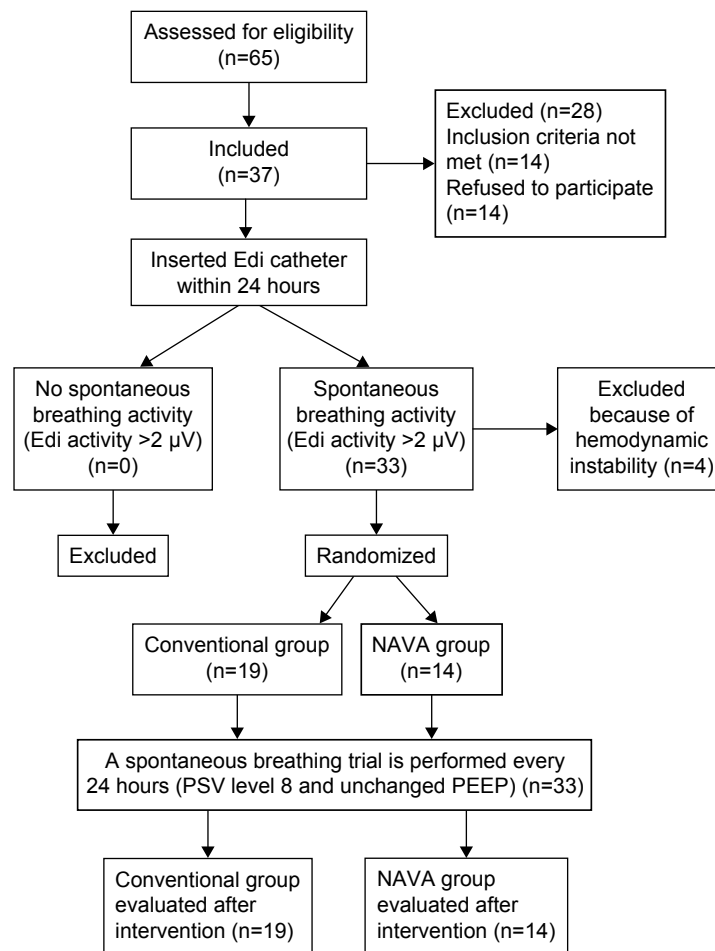 Assessed for eligibility
(n=65)
Excluded (n=28)
Inclusion criteria not
met (n=14)
Refused to participate
(n=14)
Included
(n=37)
Inserted Edi catheter
within 24 hours
No spontaneous
breathing activity
(Edi activity >2 μV)
(n=0)
Spontaneous
breathing activity
(Edi activity >2 μV)
(n=33)
Excluded
because of
hemodynamic
instability (n=4)
Excluded
Randomized
Conventional group
(n=19)
NAVA group
(n=14)
A spontaneous breathing trial is performed every
24 hours (PSV level 8 and unchanged PEEP) (n=33)
Conventional group
evaluated after
intervention (n=19)
NAVA group
evaluated after
intervention (n=14)